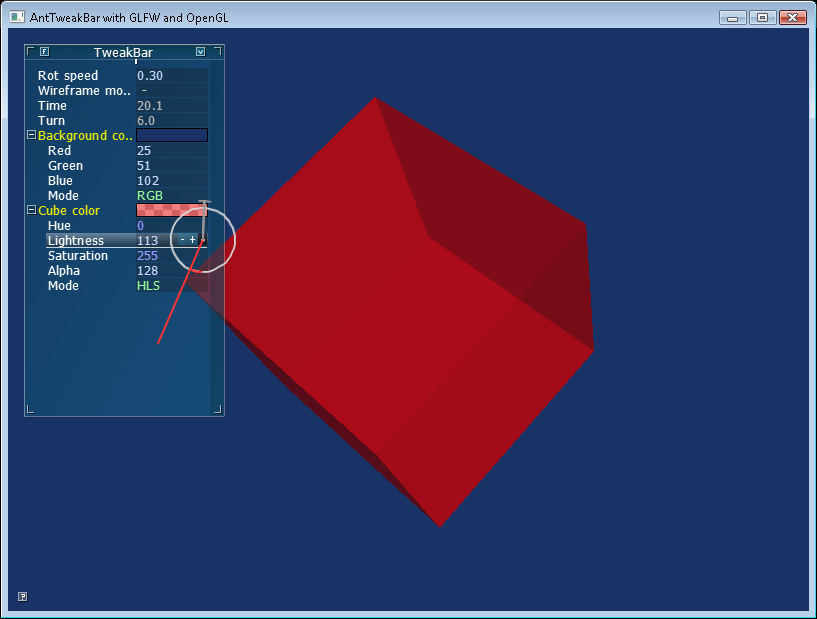 AntTweakBar with GLFW and OpenGL
F TweakBar V
Rot speed 0.30
Wireframe mo.. -
Time 20.1
Turn 6.0
Background co..
Red 25
Green 51
Blue 102
Mode RGB
Cube color
Hue 0
Lightness 113 - +
Saturation 255
Alpha 128
Mode HLS
?